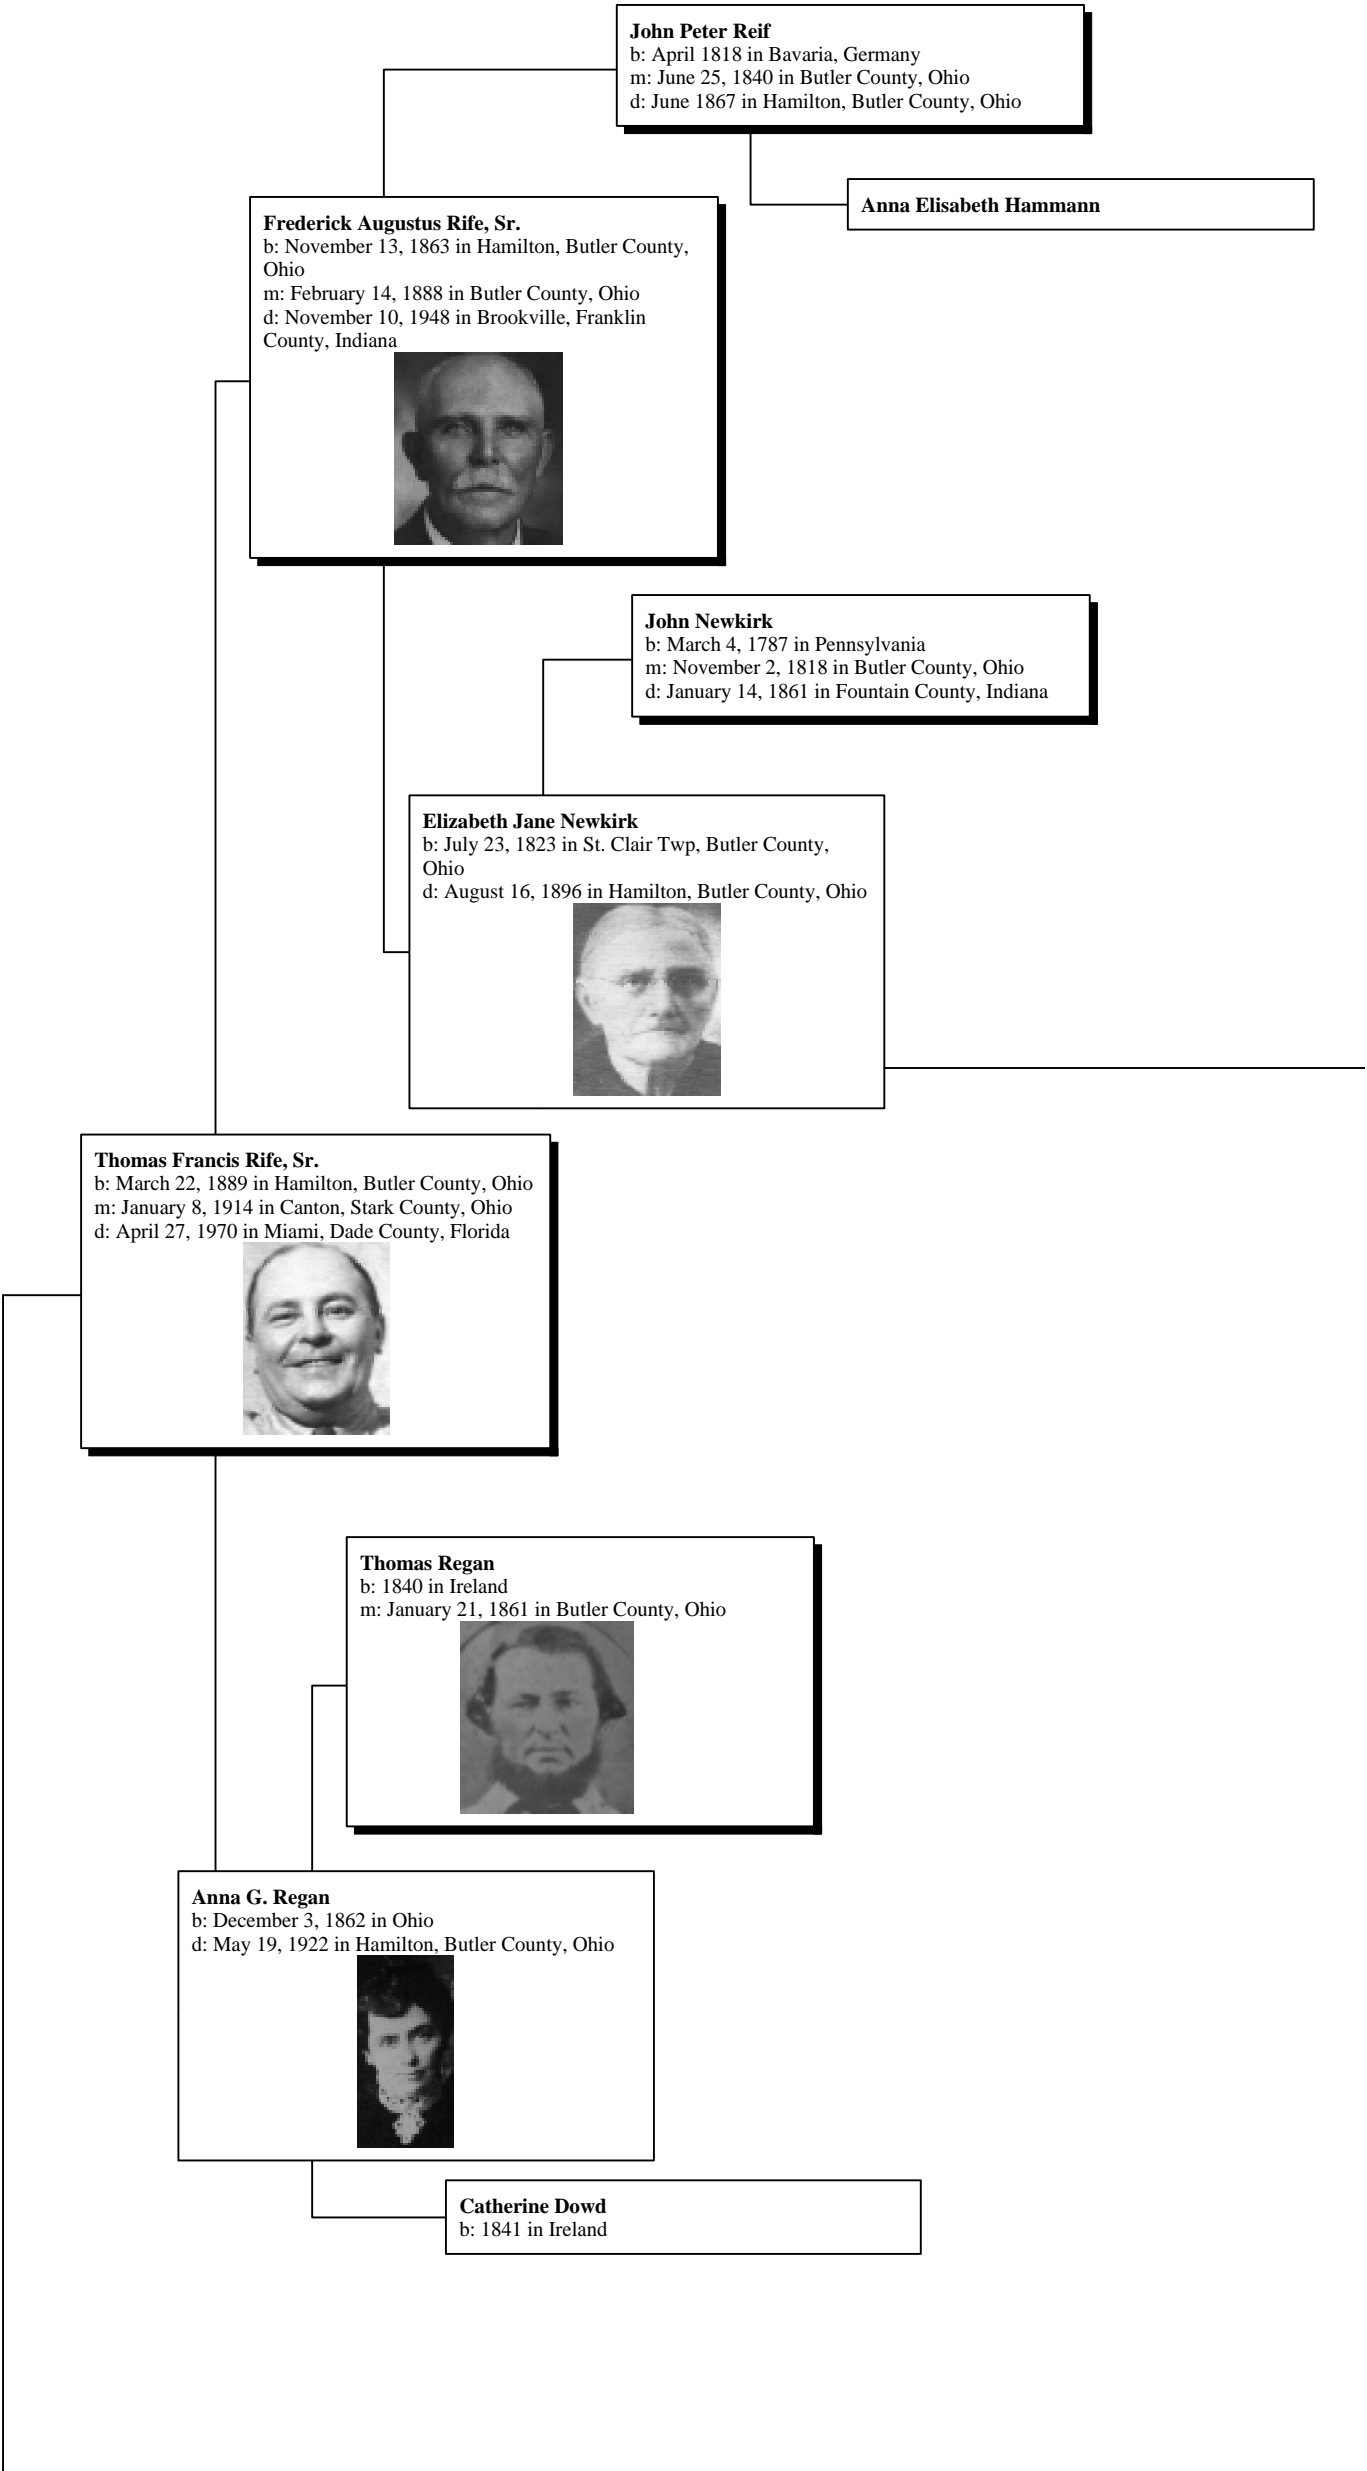 John Peter Reif
b: April 1818 in Bavaria, Germany
m: June 25, 1840 in Butler County, Ohio
d: June 1867 in Hamilton, Butler County, Ohio
Anna Elisabeth Hammann
Frederick Augustus Rife, Sr.
b: November 13, 1863 in Hamilton, Butler County,
Ohio
m: February 14, 1888 in Butler County, Ohio
d: November 10, 1948 in Brookville, Franklin
County, Indiana
John Newkirk
b: March 4, 1787 in Pennsylvania
m: November 2, 1818 in Butler County, Ohio
d: January 14, 1861 in Fountain County, Indiana
Elizabeth Jane Newkirk
b: July 23, 1823 in St. Clair Twp, Butler County,
Ohio
d: August 16, 1896 in Hamilton, Butler County, Ohio
Thomas Francis Rife, Sr.
b: March 22, 1889 in Hamilton, Butler County, Ohio
m: January 8, 1914 in Canton, Stark County, Ohio
d: April 27, 1970 in Miami, Dade County, Florida
Thomas Regan
b: 1840 in Ireland
m: January 21, 1861 in Butler County, Ohio
Anna G. Regan
b: December 3, 1862 in Ohio
d: May 19, 1922 in Hamilton, Butler County, Ohio
Catherine Dowd
b: 1841 in Ireland